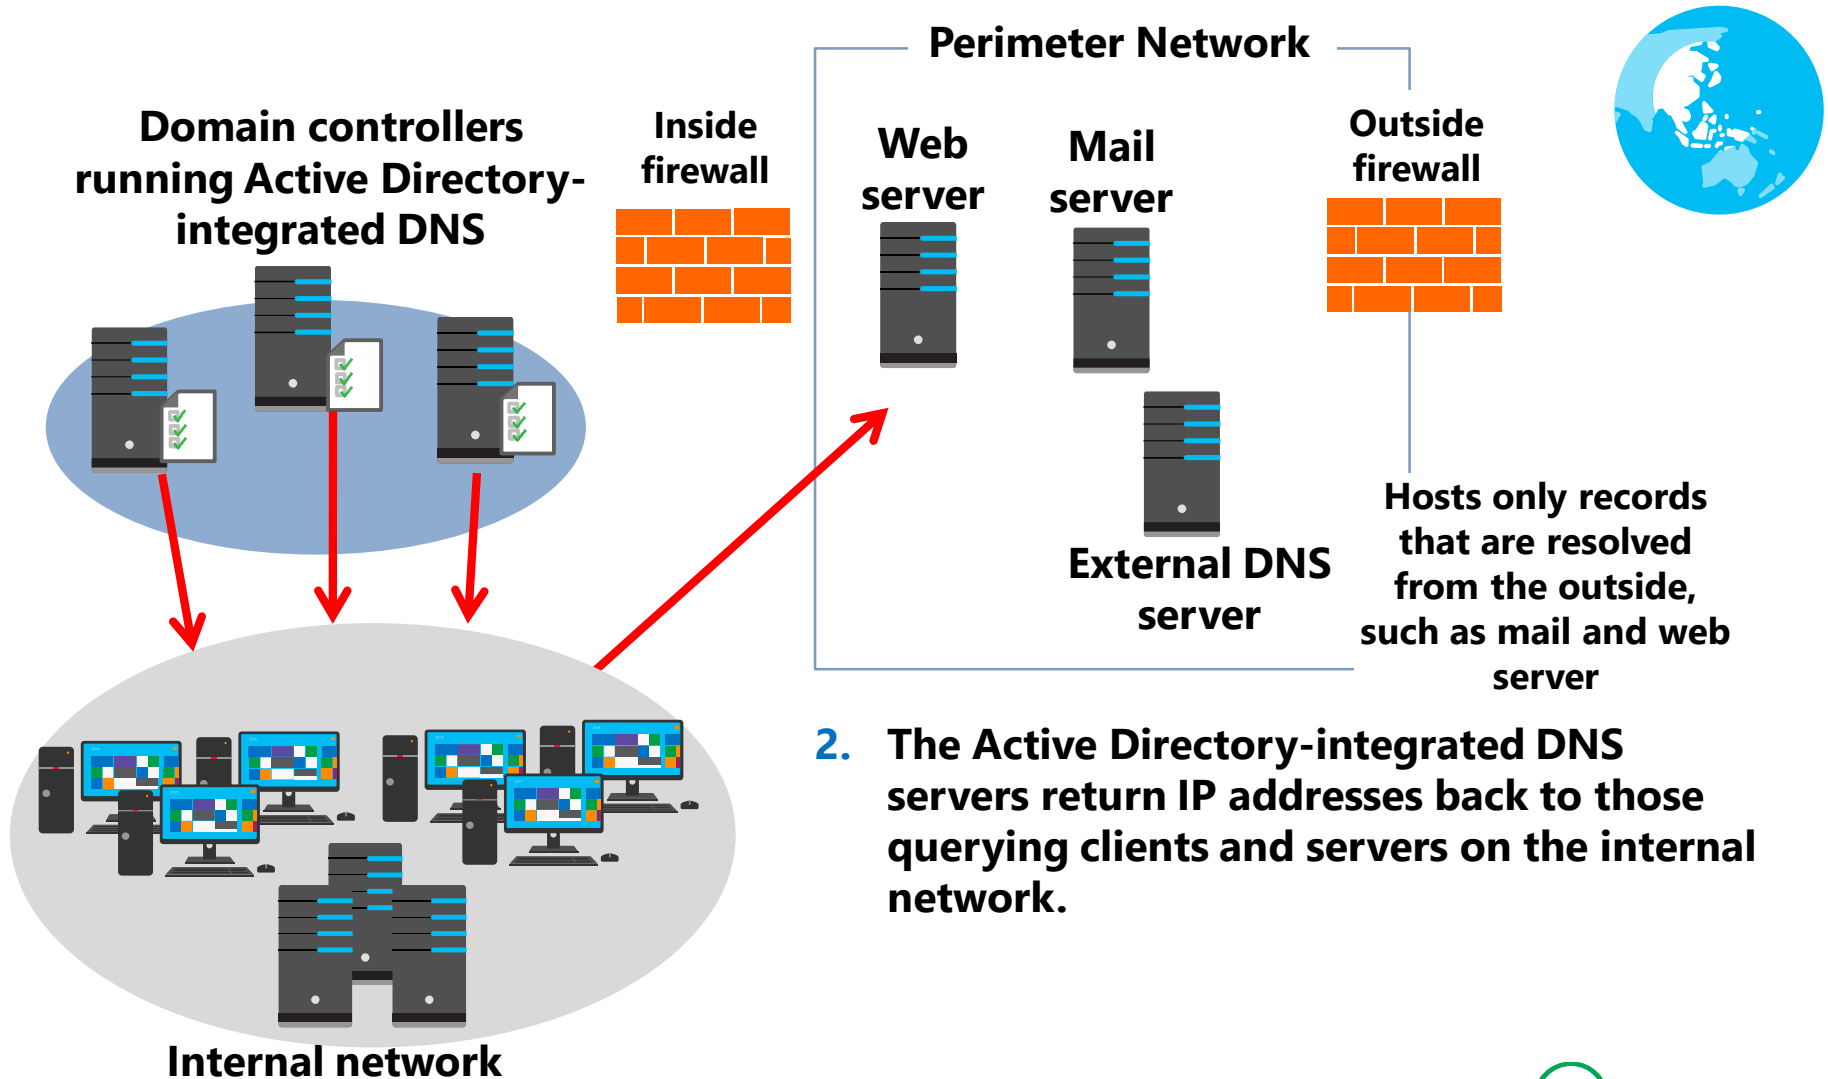 Perimeter Network
Domain controllers
running Active Directory-
integrated DNS
Inside
firewall
Web
server
Mail
server
Outside
firewall
External DNS
server
Hosts only records
that are resolved
from the outside,
such as mail and web
server
2. The Active Directory-integrated DNS
servers return IP addresses back to those
querying clients and servers on the internal
network.
Internal network